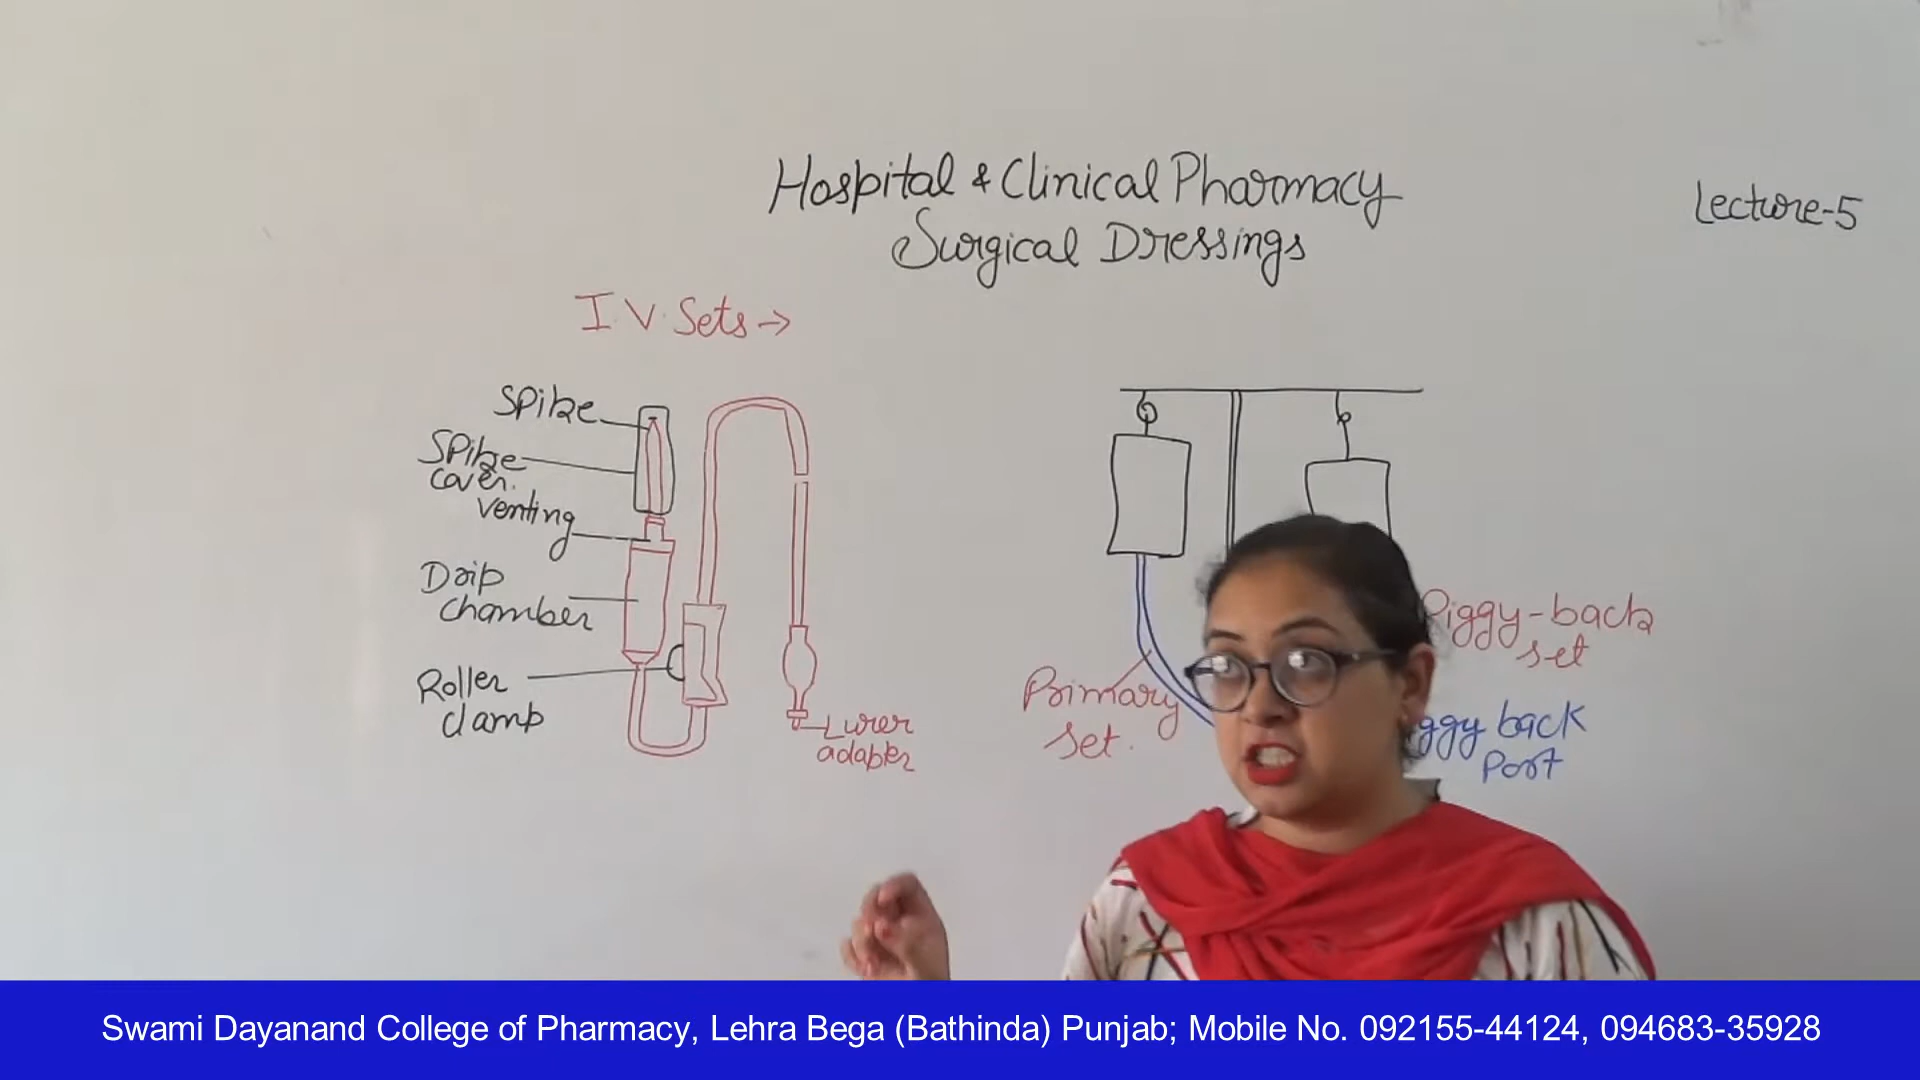 Hospital & Clinical Pharmacy
Surgical Dressings
Lecture-5
I.V. Sets →
Spike
Spike
cover.
venting
Drip
chamber
Roller
clamp
Lurer
adapter
Primary
set.
Piggy-back
set
ggy back
Port
Swami Dayanand College of Pharmacy, Lehra Bega (Bathinda) Punjab; Mobile No. 092155-44124, 094683-35928